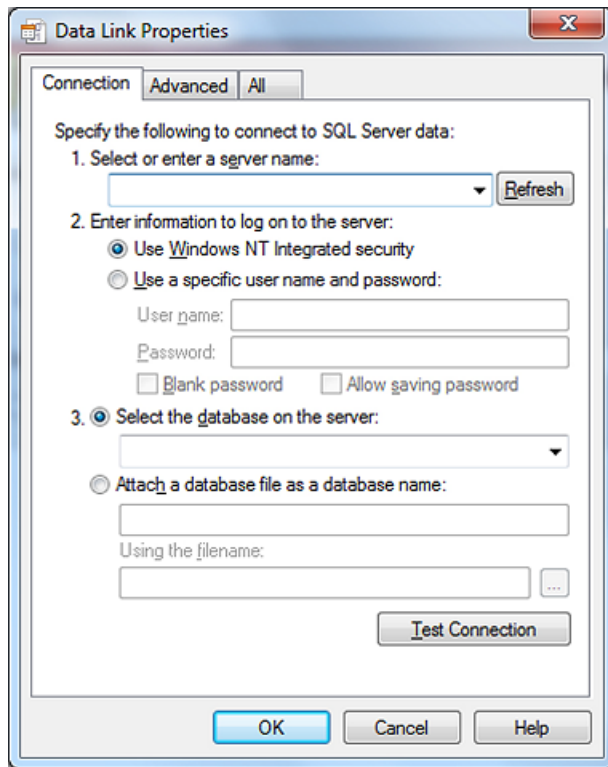 Data Link Properties
Connection Advanced All
Specify the following to connect to SQL Server data:
1. Select or enter a server name:
Refresh
2. Enter information to log on to the server:
Use Windows NT Integrated security
Use a specific user name and password:
User name:
Password:
Blank password Allow saving password
3. Select the database on the server:
Attach a database file as a database name:
Using the filename:
...
Test Connection
OK Cancel Help